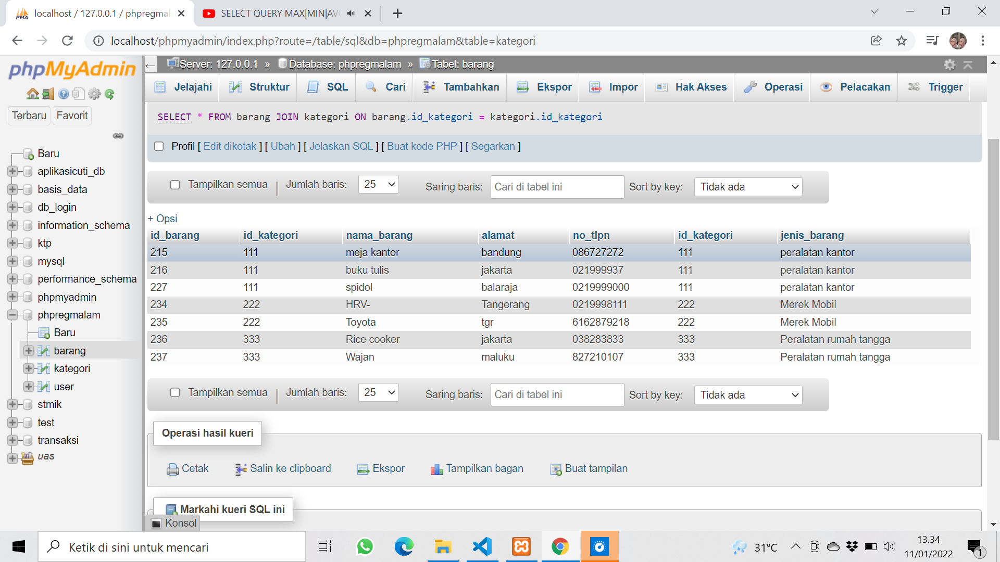 localhost / 127.0.0.1 / phpregmal
SELECT QUERY MAX|MIN|AV
localhost/phpmyadmin/index.php?route=/table/sql&db=phpregmalam&table=kategori
phpMyAdmin
Terbaru
Favorit
Baru
aplikasicuti_db
basis_data
db_login
information_schema
ktp
mysql
performance_schema
phpmyadmin
phpregmalam
Baru
barang
kategori
user
stmik
test
transaksi
uas
Server: 127.0.0.1 » Database: phpregmalam » Tabel: barang
Jelajahi Struktur SQL Cari Tambahkan Ekspor Impor Hak Akses Operasi Pelacakan Trigger
SELECT * FROM barang JOIN kategori ON barang.id_kategori = kategori.id_kategori
Profil [ Edit dikotak ] [ Ubah ] [ Jelaskan SQL ] [ Buat kode PHP ] [ Segarkan ]
Tampilkan semua | Jumlah baris: 25 Saring baris: Cari di tabel ini Sort by key: Tidak ada
+ Opsi
id_barang id_kategori nama_barang alamat no_tlpn id_kategori jenis_barang
215 111 meja kantor bandung 086727272 111 peralatan kantor
216 111 buku tulis jakarta 021999937 111 peralatan kantor
227 111 spidol balaraja 0219999000 111 peralatan kantor
234 222 HRV- Tangerang 0219998111 222 Merek Mobil
235 222 Toyota tgr 6162879218 222 Merek Mobil
236 333 Rice cooker jakarta 038283833 333 Peralatan rumah tangga
237 333 Wajan maluku 827210107 333 Peralatan rumah tangga
Tampilkan semua | Jumlah baris: 25 Saring baris: Cari di tabel ini Sort by key: Tidak ada
Operasi hasil kueri
Cetak Salin ke clipboard Ekspor Tampilkan bagan Buat tampilan
Markahi kueri SQL ini
Konsol
Ketik di sini untuk mencari
31°C
13.34
11/01/2022
1